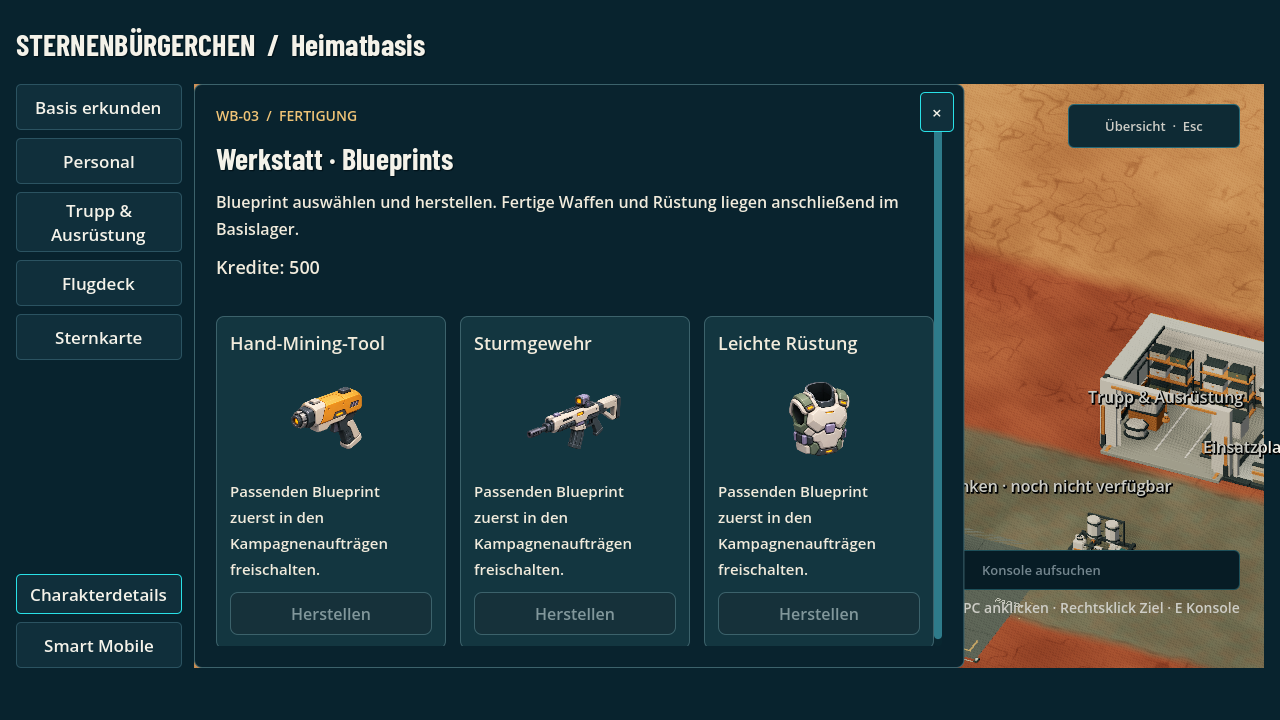 STERNENBÜRGERCHEN / Heimatbasis
Basis erkunden
Personal
Trupp &
Ausrüstung
Flugdeck
Sternkarte
Charakterdetails
Smart Mobile
WB-03 / FERTIGUNG
×
Werkstatt · Blueprints
Blueprint auswählen und herstellen. Fertige Waffen und Rüstung liegen anschließend im
Basislager.
Kredite: 500
Hand-Mining-Tool
Passenden Blueprint
zuerst in den
Kampagnenaufträgen
freischalten.
Herstellen
Sturmgewehr
Passenden Blueprint
zuerst in den
Kampagnenaufträgen
freischalten.
Herstellen
Leichte Rüstung
Passenden Blueprint
zuerst in den
Kampagnenaufträgen
freischalten.
Herstellen
Übersicht · Esc
Trupp & Ausrüstung
· noch nicht verfügbar
Konsole aufsuchen
PC anklicken · Rechtsklick Ziel · E Konsole